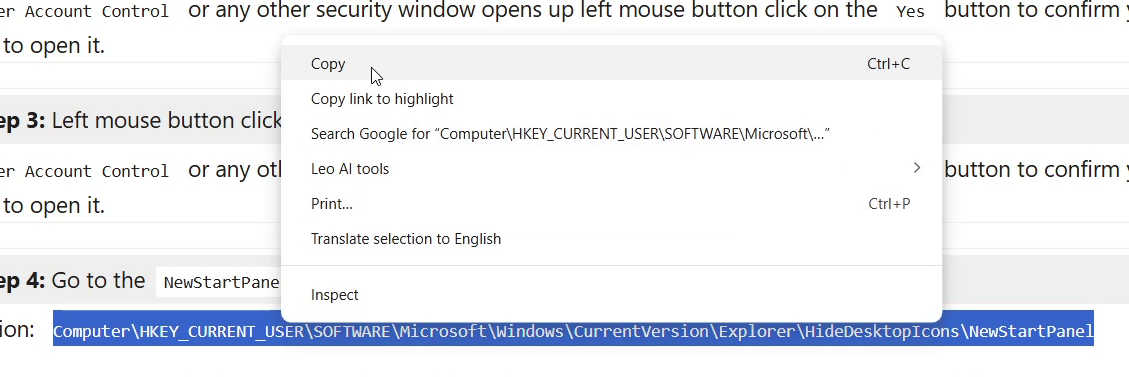 er Account Control or any other security window opens up left mouse button click on the Yes button to confirm y
to open it.
Copy Ctrl+C
Copy link to highlight
ep 3: Left mouse button click
Search Google for “Computer\HKEY_CURRENT_USER\SOFTWARE\Microsoft\...”
er Account Control or any oth button to confirm y
Leo AI tools
to open it.
Print... Ctrl+P
Translate selection to English
ep 4: Go to the NewStartPane
Inspect
ion: Computer\HKEY_CURRENT_USER\SOFTWARE\Microsoft\Windows\CurrentVersion\Explorer\HideDesktopIcons\NewStartPanel